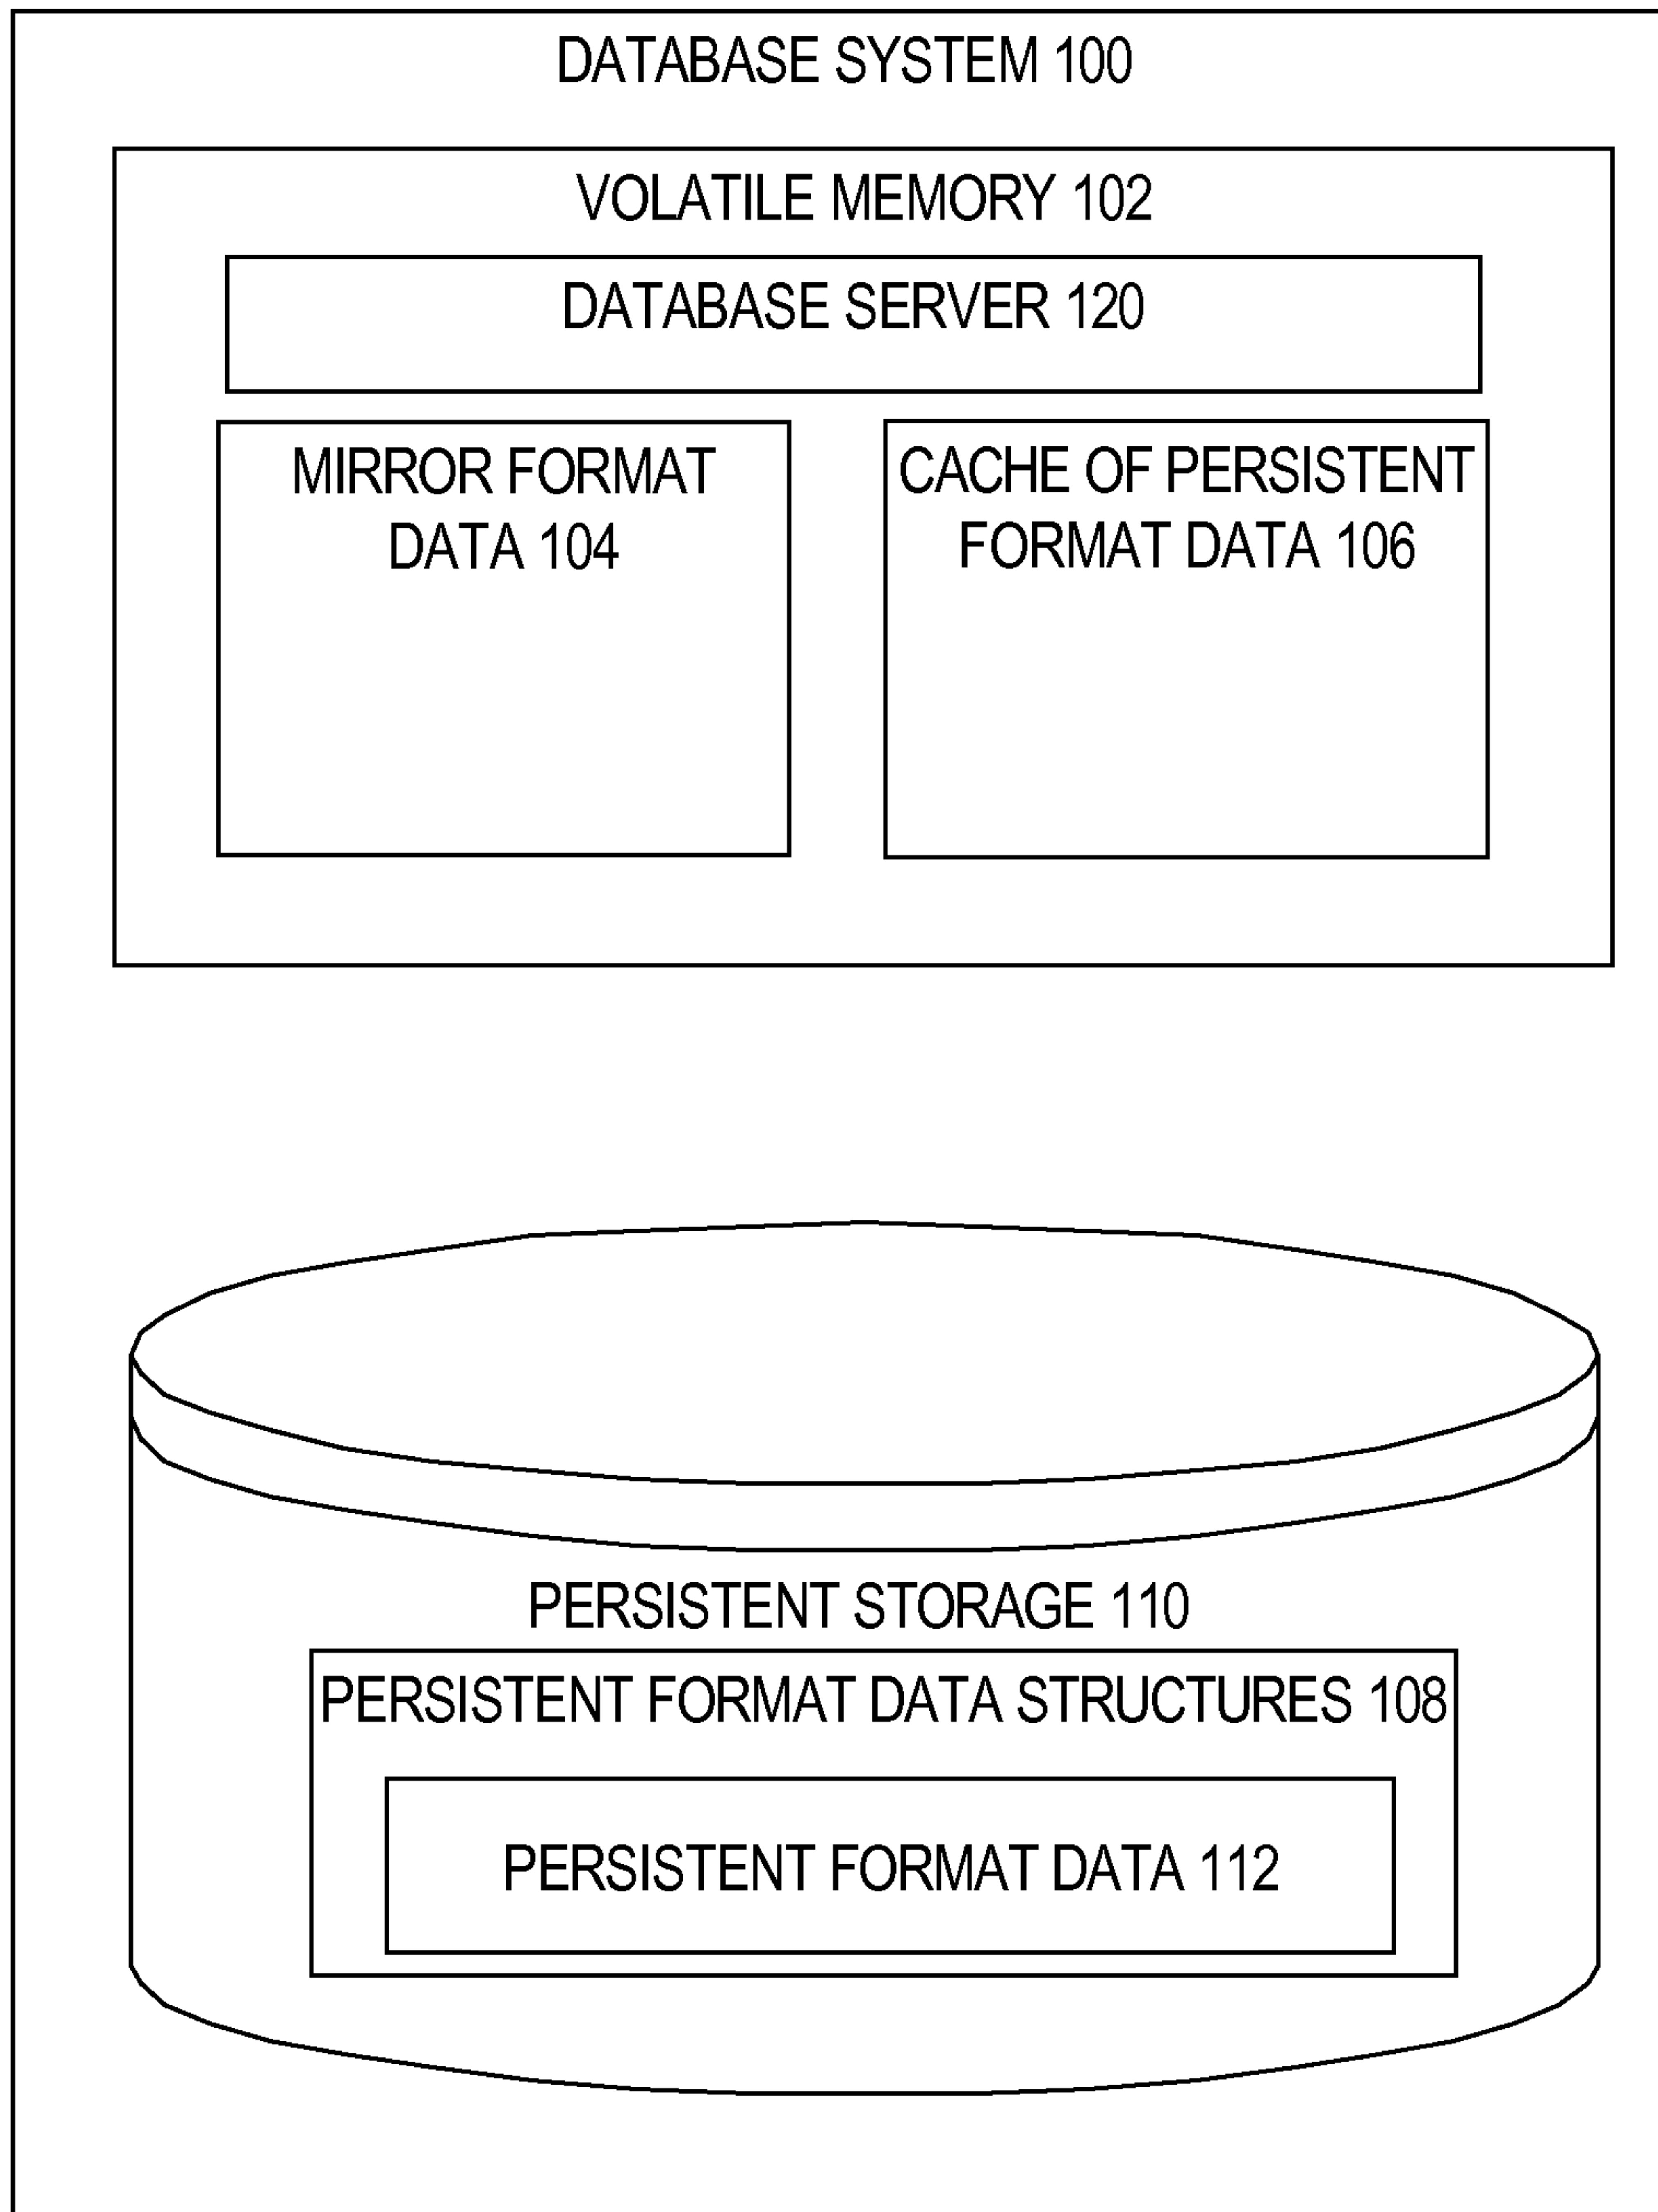 DATABASE SYSTEM 100
VOLATILE MEMORY 102
DATABASE SERVER 120
MIRROR FORMAT
DATA 104
CACHE OF PERSISTENT
FORMAT DATA 106
PERSISTENT STORAGE 110
PERSISTENT FORMAT DATA STRUCTURES 108
PERSISTENT FORMAT DATA 112